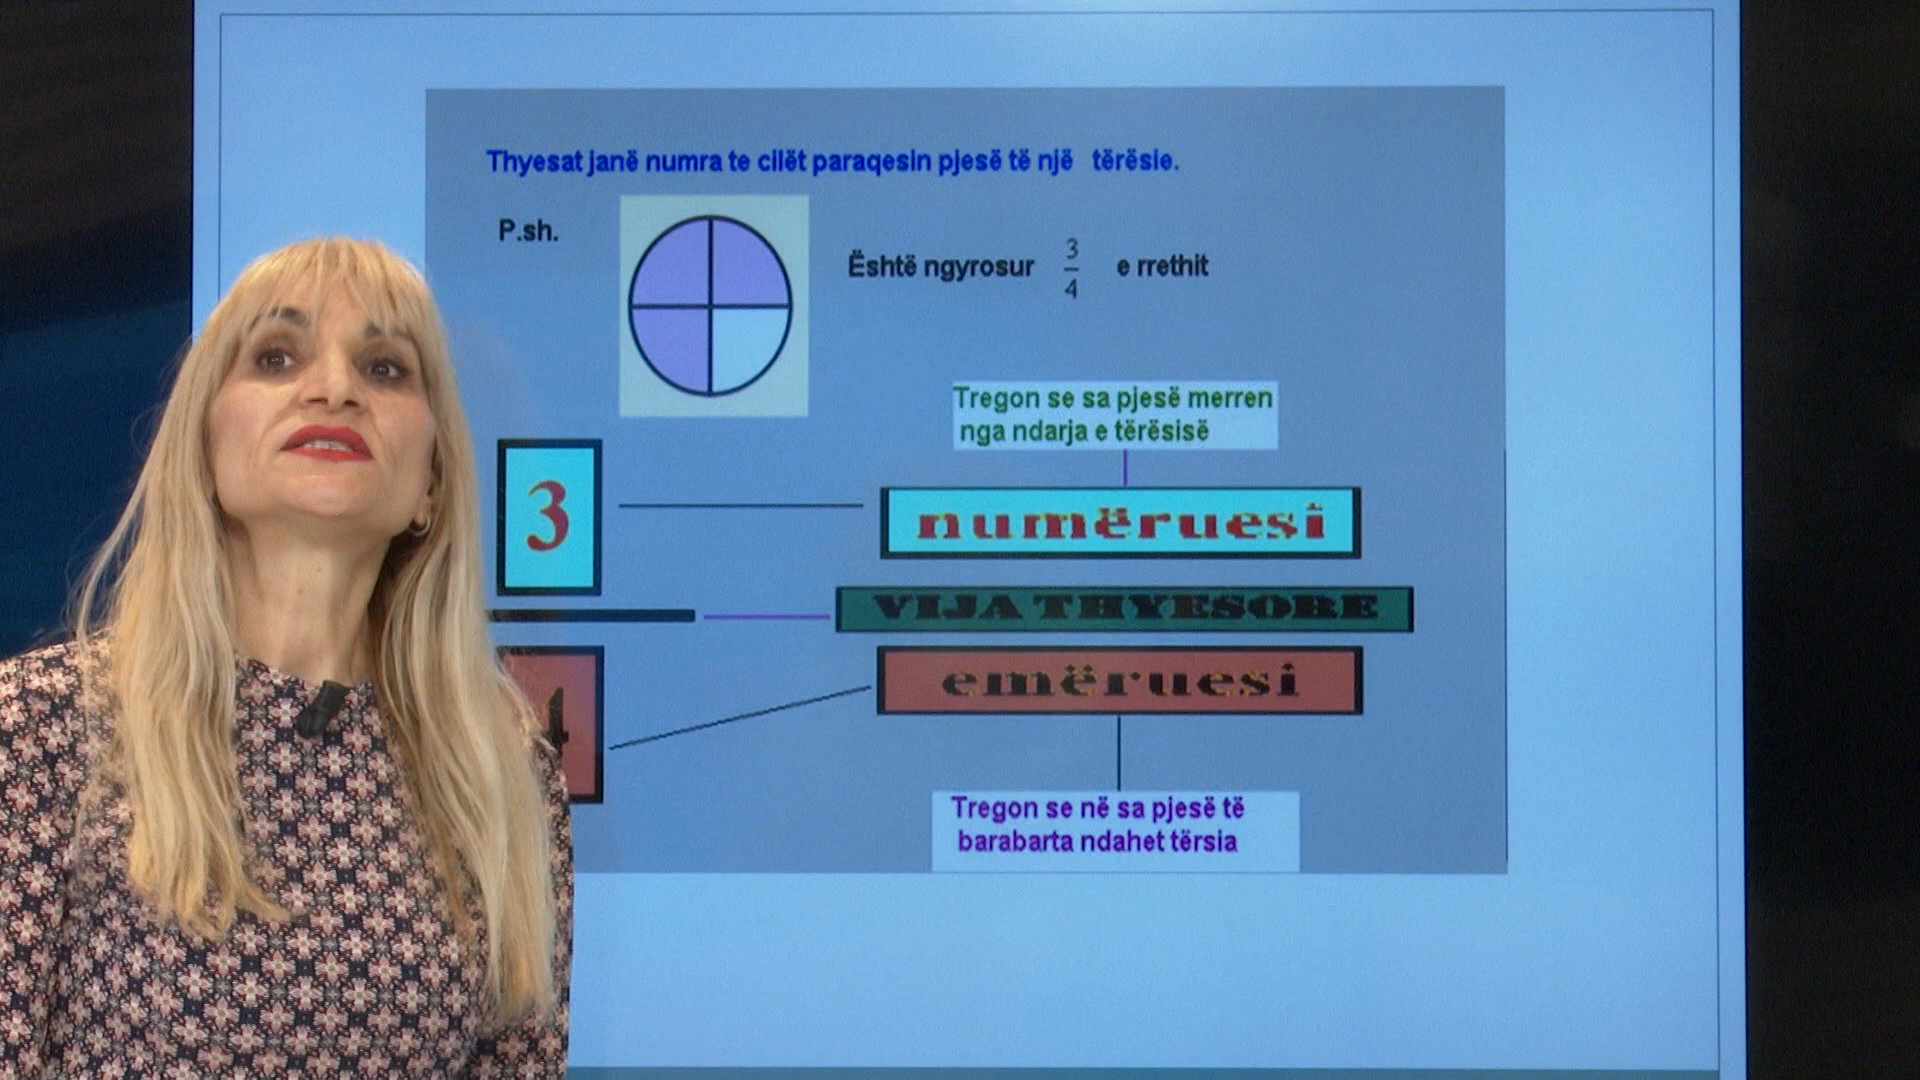 Thyesat janë numra te cilët paraqesin pjesë të një tërësie.
P.sh.
Është ngyrosur 3/4 e rrethit
Tregon se sa pjesë merren
nga ndarja e tërësisë
3
numëruesi
VIJA THYESORE
4
emëruesi
Tregon se në sa pjesë të
barabarta ndahet tërsia